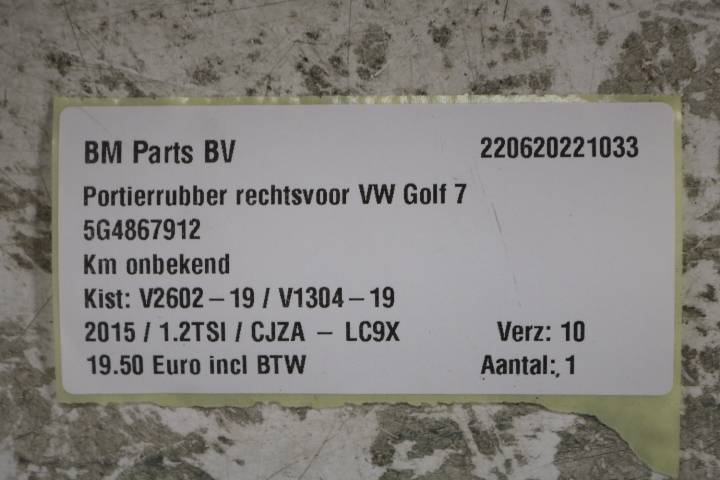 BM Parts BV 220620221033
Portierrubber rechtsvoor VW Golf 7
5G4867912
Km onbekend
Kist: V2602-19 / V1304-19
2015 / 1.2TSI / CJZA - LC9X Verz: 10
19.50 Euro incl BTW Aantal: 1